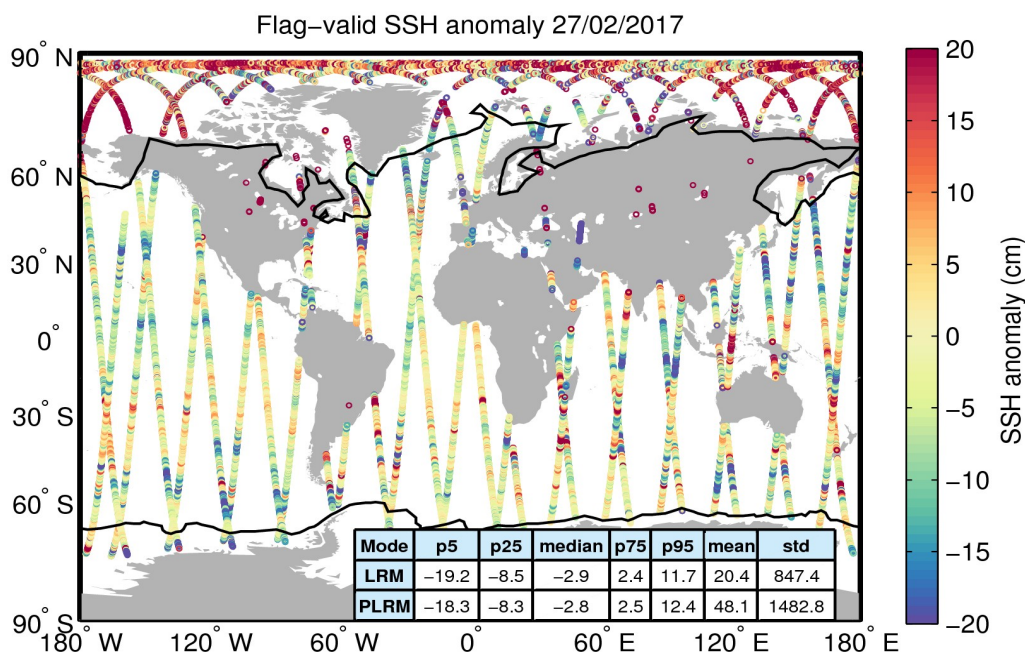 Flag−valid SSH anomaly 27/02/2017
90° N
60° N
30° N
0°
30° S
60° S
90° S
180° W 120° W 60° W 0° 60° E 120° E 180° E
20
15
10
5
0
−5
−10
−15
−20
SSH anomaly (cm)
Mode p5 p25 median p75 p95 mean std
LRM −19.2 −8.5 −2.9 2.4 11.7 20.4 847.4
PLRM −18.3 −8.3 −2.8 2.5 12.4 48.1 1482.8